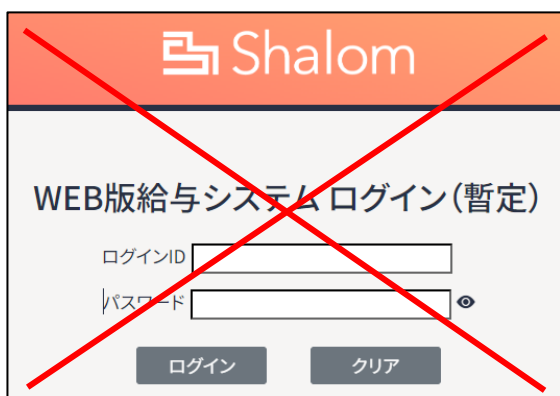 Shalom
WEB版給与システム ログイン(暫定)
ログインID
パスワード
ログイン クリア